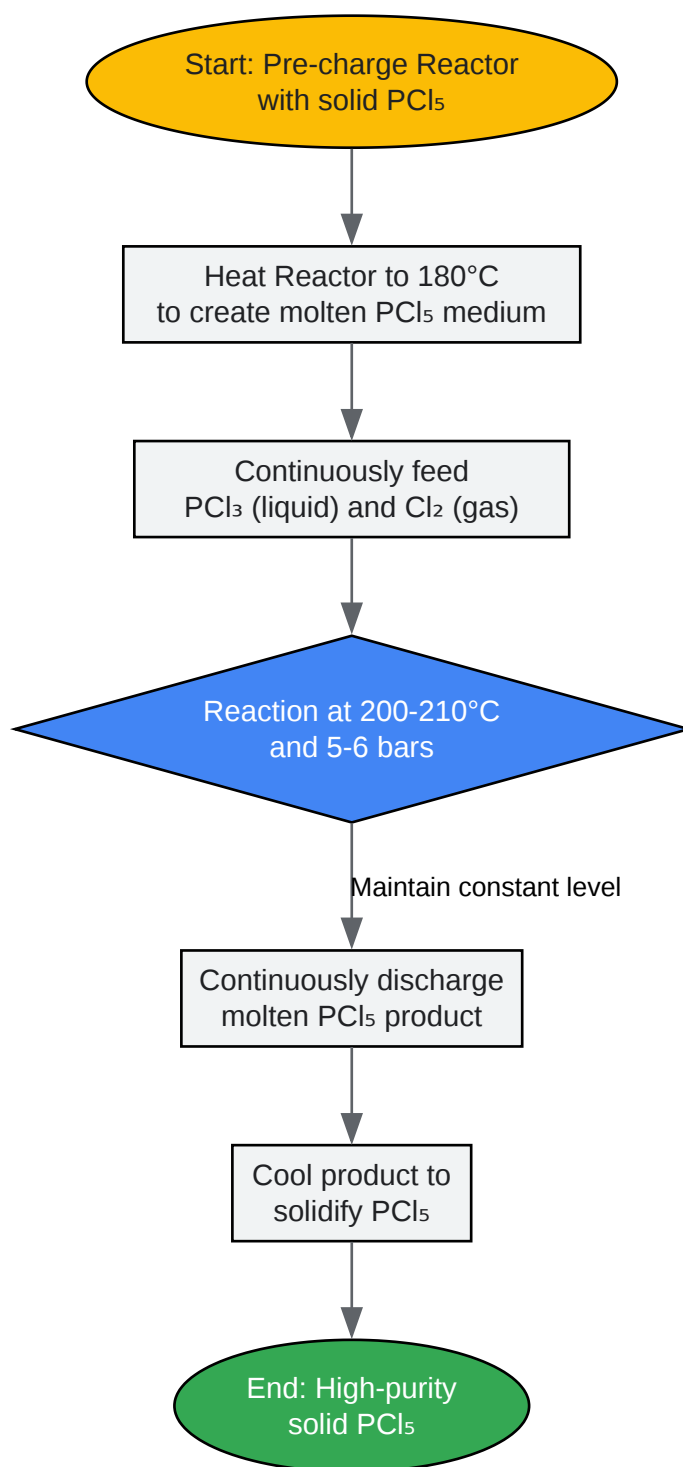 Start: Pre-charge Reactor
with solid PCl₅
Heat Reactor to 180°C
to create molten PCl₅ medium
Continuously feed
PCl₃ (liquid) and Cl₂ (gas)
Reaction at 200-210°C
and 5-6 bars
Maintain constant level
Continuously discharge
molten PCl₅ product
Cool product to
solidify PCl₅
End: High-purity
solid PCl₅